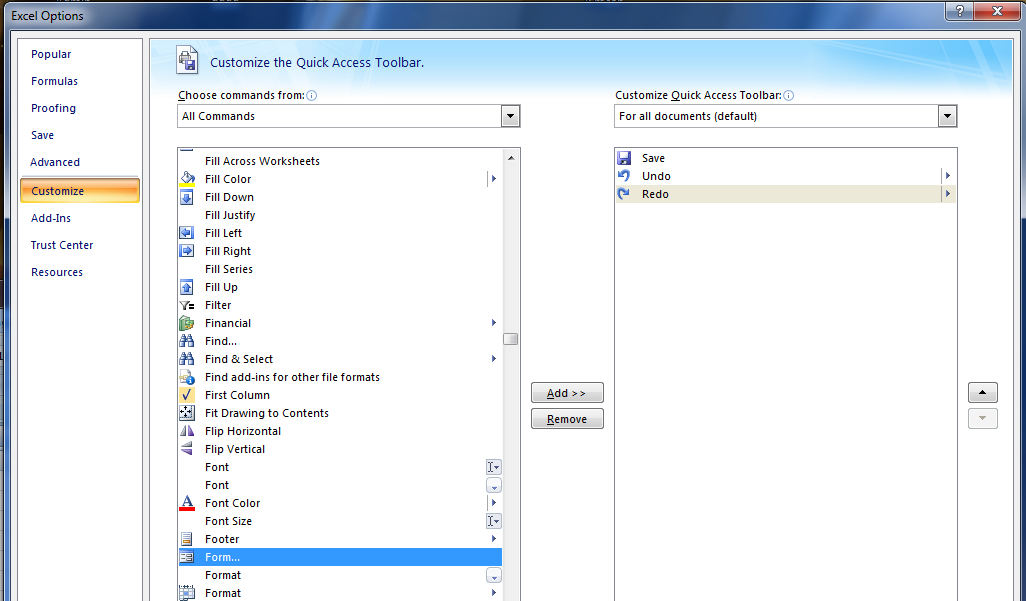 Excel Options
Popular
Formulas
Proofing
Save
Advanced
Customize
Add-Ins
Trust Center
Resources
Customize the Quick Access Toolbar.
Choose commands from:
All Commands
Fill Across Worksheets
Fill Color
Fill Down
Fill Justify
Fill Left
Fill Right
Fill Series
Fill Up
Filter
Financial
Find...
Find & Select
Find add-ins for other file formats
First Column
Fit Drawing to Contents
Flip Horizontal
Flip Vertical
Font
Font
Font Color
Font Size
Footer
Form...
Format
Format
Add >>
Remove
Customize Quick Access Toolbar:
For all documents (default)
Save
Undo
Redo